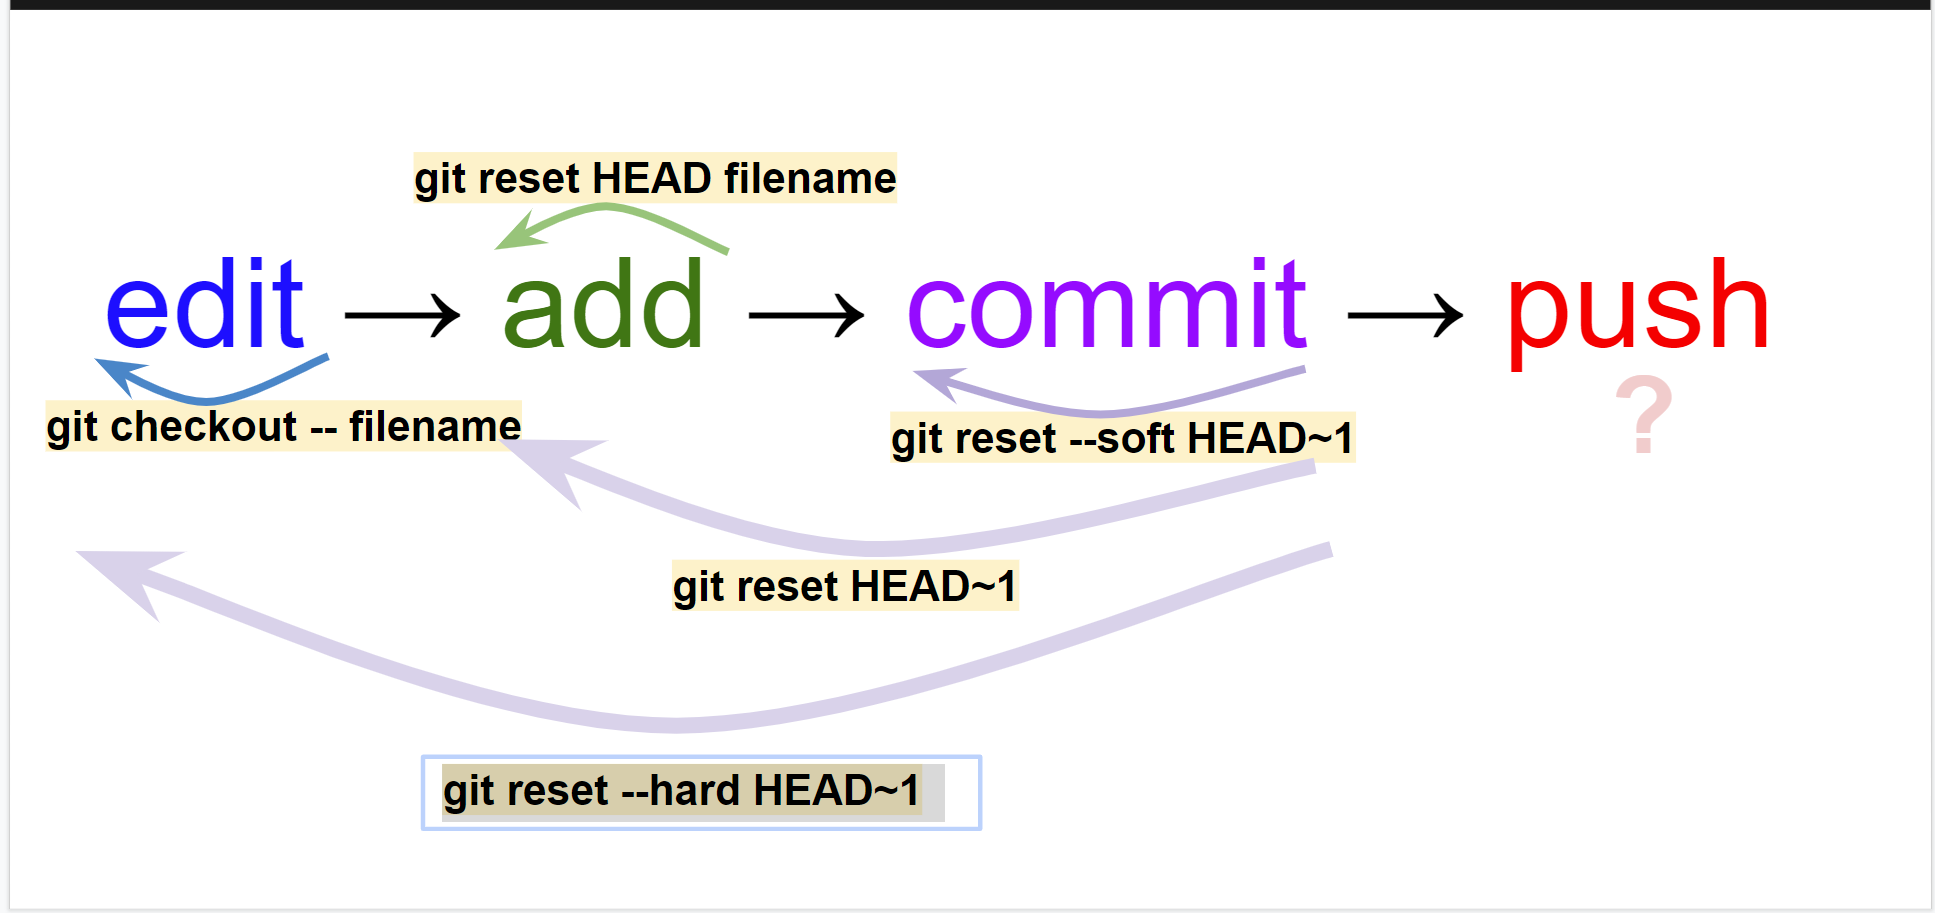 git reset HEAD filename
edit → add → commit → push
?
git checkout -- filename
git reset --soft HEAD~1
git reset HEAD~1
git reset --hard HEAD~1